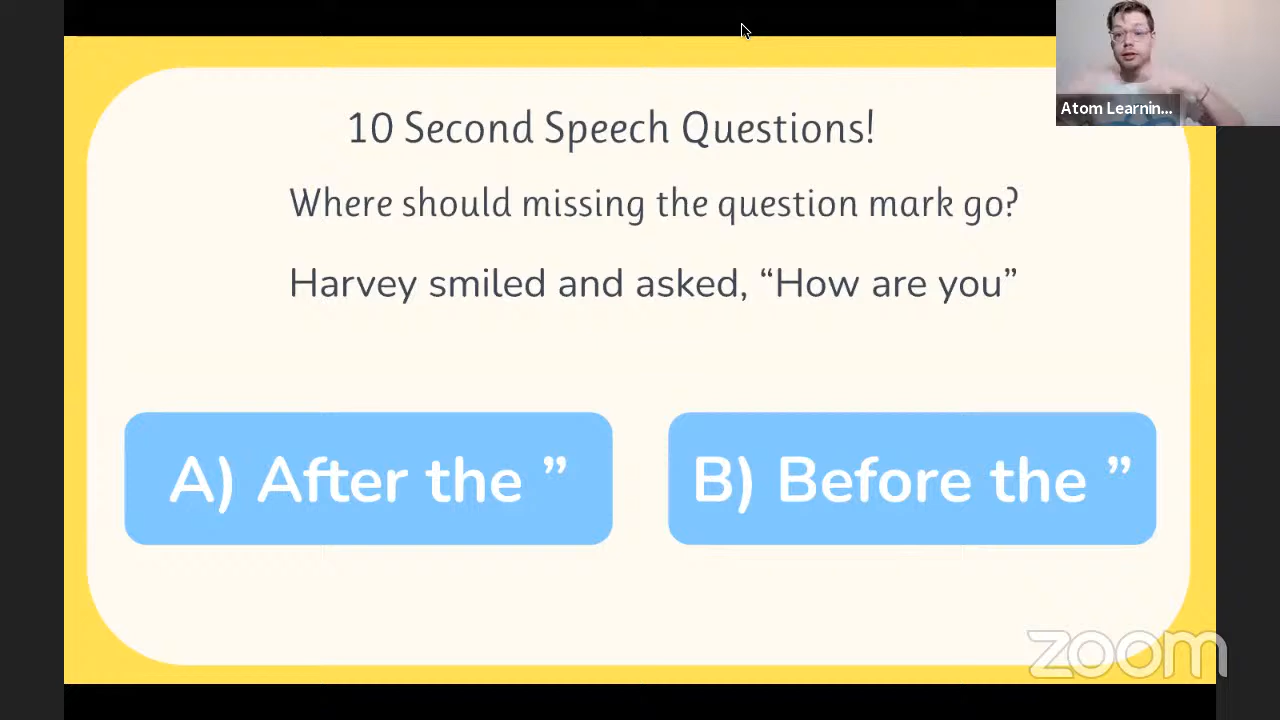 Atom Learnin...
10 Second Speech Questions!
Where should missing the question mark go?
Harvey smiled and asked, “How are you”
A) After the ”
B) Before the ”
zoom